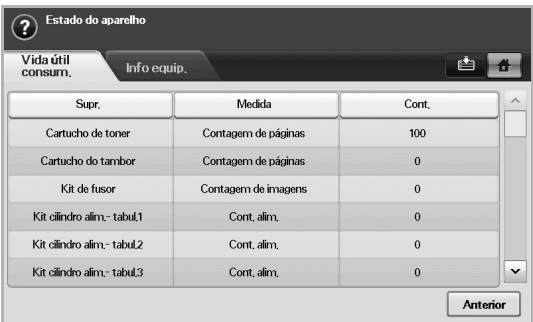 ? Estado do aparelho
Vida útil
consum.
Info equip.
Supr. Medida Cont.
Cartucho de toner Contagem de páginas 100
Cartucho do tambor Contagem de páginas 0
Kit de fusor Contagem de imagens 0
Kit cilindro alim.- tabul.1 Cont. alim. 0
Kit cilindro alim.- tabul.2 Cont. alim. 0
Kit cilindro alim.- tabul.3 Cont. alim. 0
Anterior